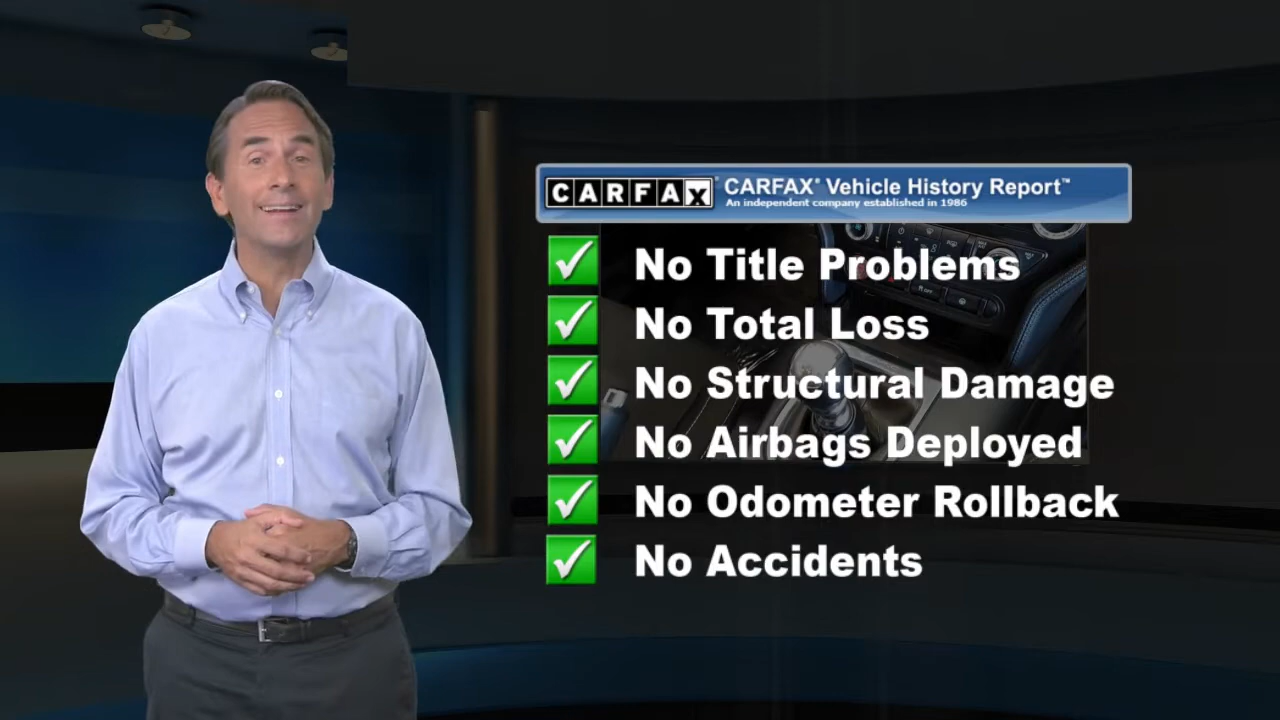 CARFAX® CARFAX® Vehicle History Report™
An independent company established in 1986
No Title Problems
No Total Loss
No Structural Damage
No Airbags Deployed
No Odometer Rollback
No Accidents